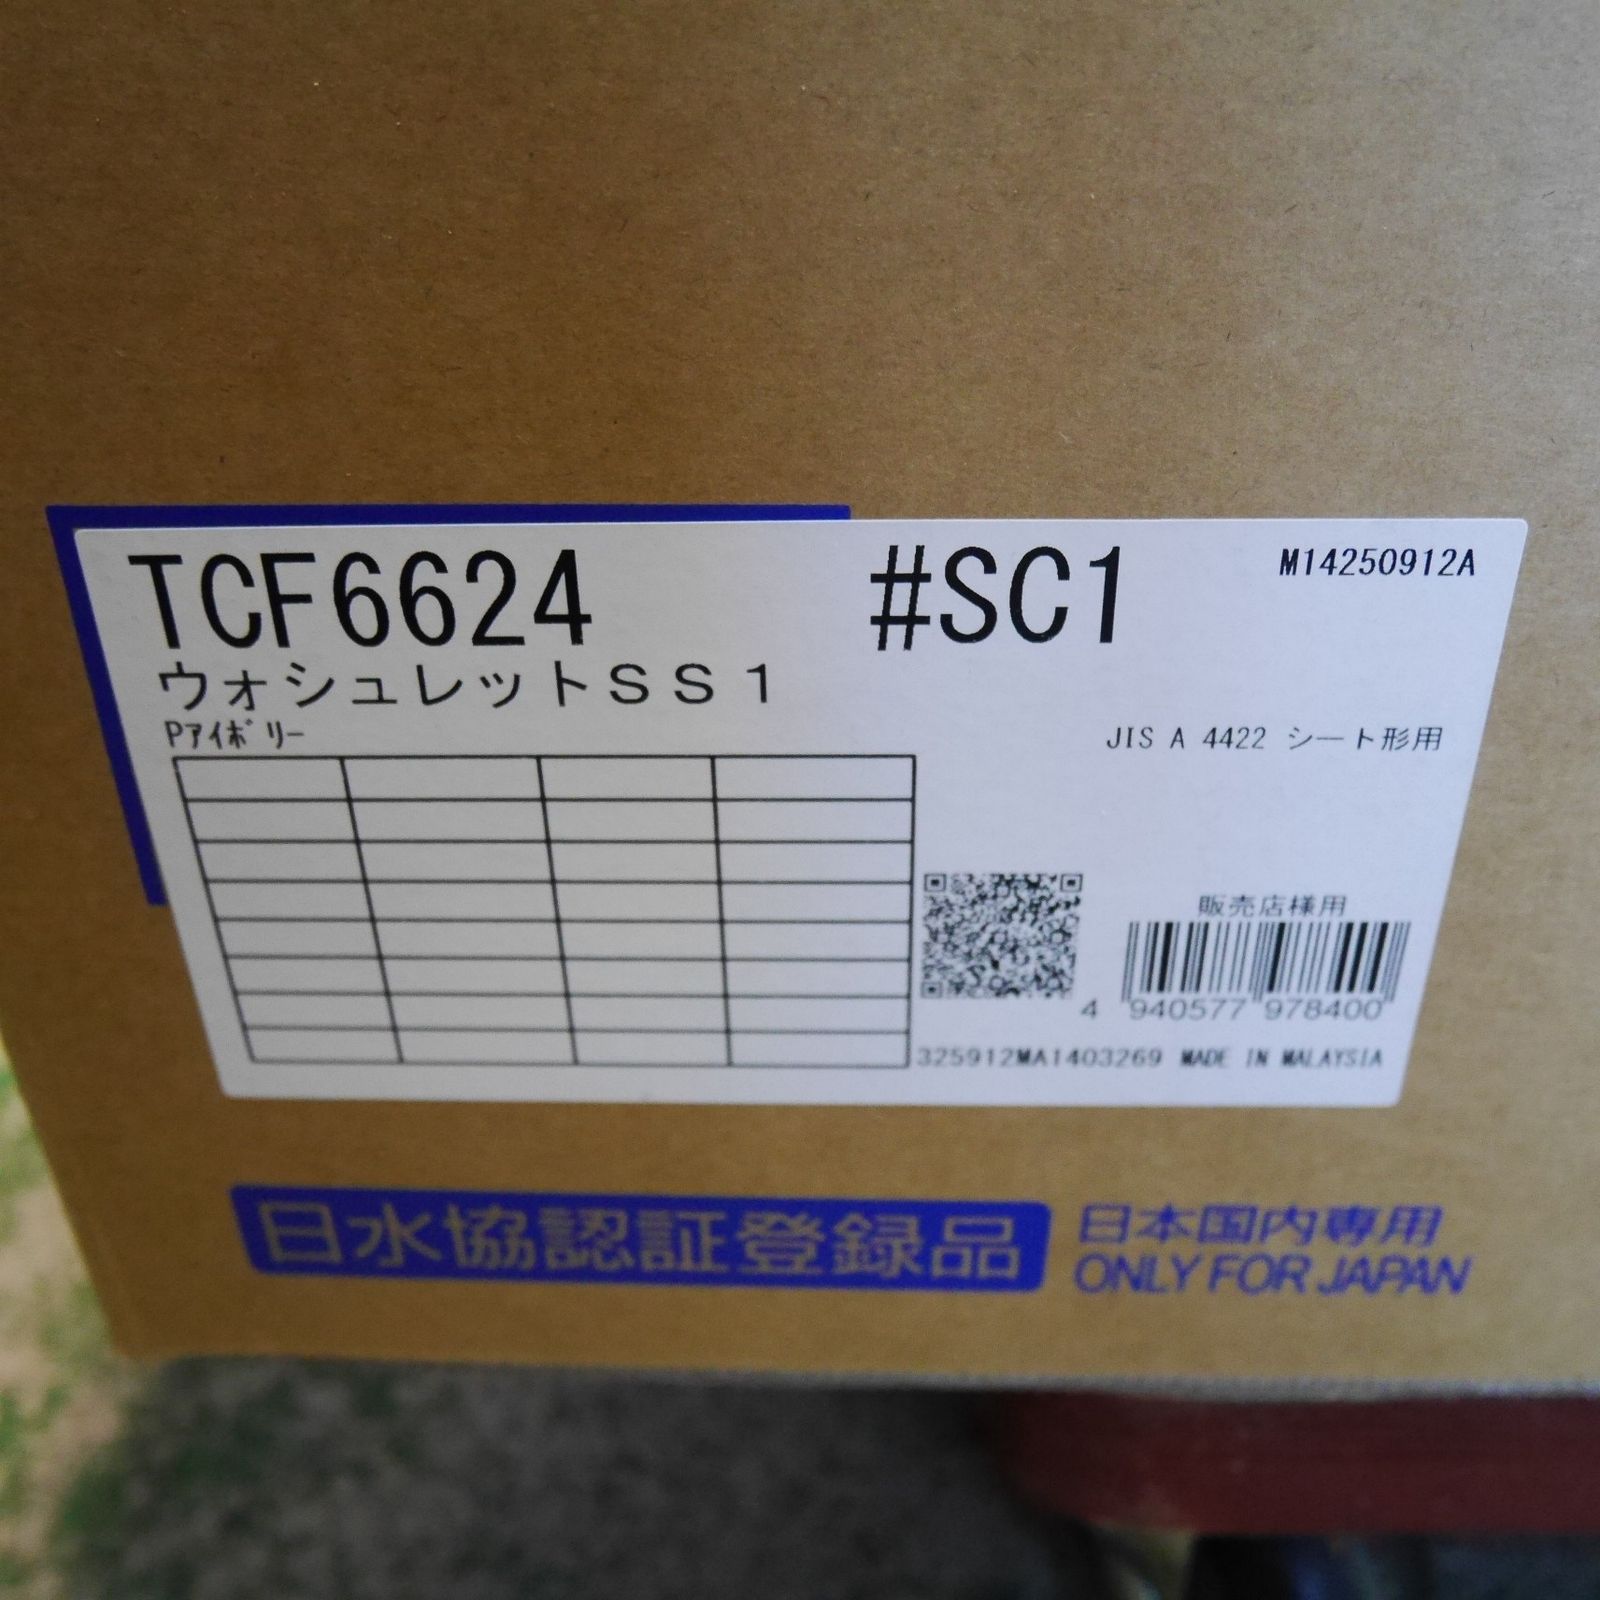 TCF6624 #SC1 M14250912A
ウォシュレットＳＳ１
Pｱｲﾎﾞﾘｰ
JIS A 4422 シート形用
販売店様用
4 940577 978400
325912MA1403269 MADE IN MALAYSIA
日水協認証登録品
日本国内専用
ONLY FOR JAPAN